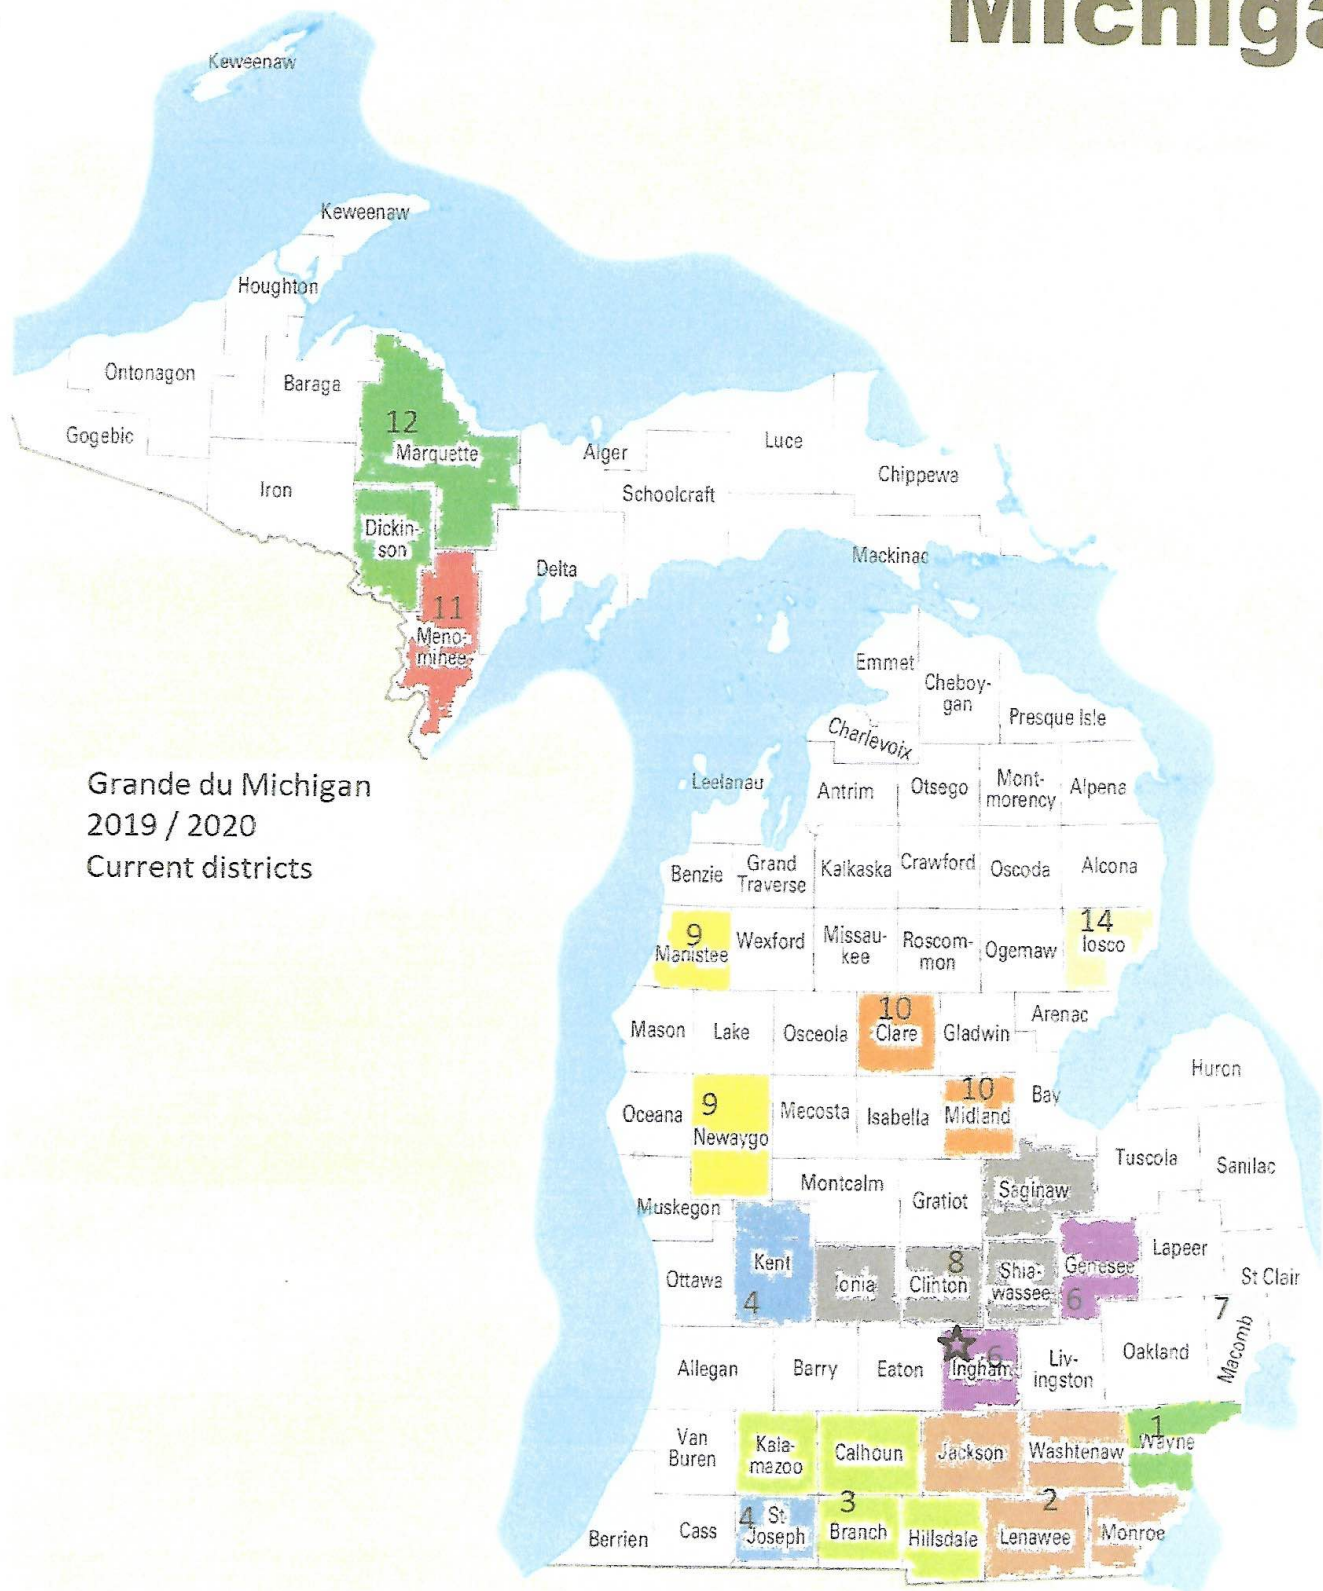 Michiga
Keweenaw
Keweenaw
Houghton
Ontonagon
Baraga
Gogebic
12
Marquette
Iron
Alger
Luce
Schoolcraft
Chippewa
Dickin-
son
Delta
Mackinac
11
Meno-
minee
Emmet
Cheboy-
gan
Presque Isle
Charlevoix
Grande du Michigan
2019 / 2020
Current districts
Leelanau
Antrim
Otsego
Mont-
morency
Alpena
Benzie
Grand
Traverse
Kalkaska
Crawford
Oscoda
Alcona
9
Manistee
Wexford
Missau-
kee
Roscom-
mon
Ogemaw
14
Iosco
Mason
Lake
Osceola
10
Clare
Gladwin
Arenac
Huron
Oceana
9
Newaygo
Mecosta
Isabella
10
Midland
Bay
Tuscola
Sanilac
Muskegon
Montcalm
Gratiot
Saginaw
Ottawa
Kent
4
Ionia
8
Clinton
Shia-
wassee
Genesee
6
Lapeer
St Clair
7
Macomb
Allegan
Barry
Eaton
6
Ingham
Liv-
ingston
Oakland
Van
Buren
Kala-
mazoo
Calhoun
Jackson
Washtenaw
1
Wayne
Berrien
Cass
4
St
Joseph
3
Branch
Hillsdale
2
Lenawee
Monroe